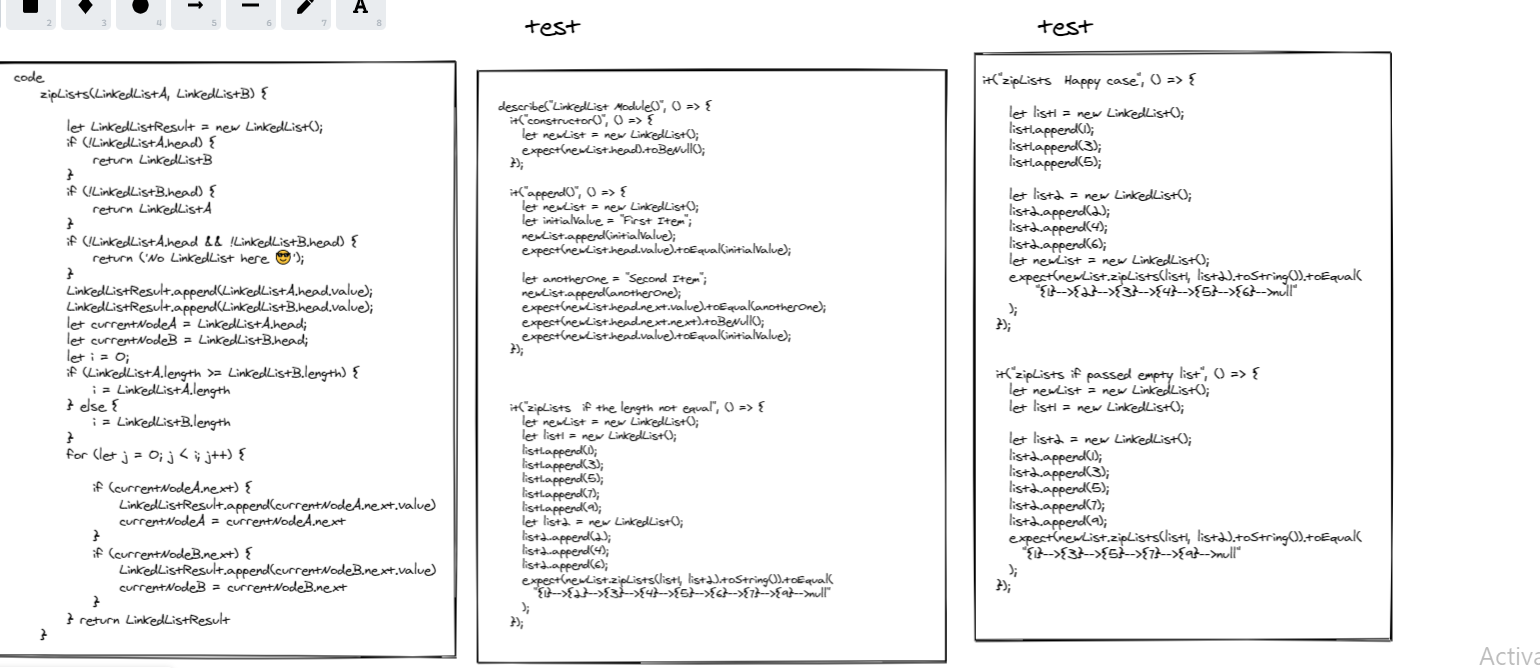 2
3
4
5
6
7
A
8
test
test
code
zipLists(LinkedListA, LinkedListB) {
let LinkedListResult = new LinkedList();
if (!LinkedListA.head) {
return LinkedListB
}
if (!LinkedListB.head) {
return LinkedListA
}
if (!LinkedListA.head && !LinkedListB.head) {
return ('No LinkedList here 😎');
}
LinkedListResult.append(LinkedListA.head.value);
LinkedListResult.append(LinkedListB.head.value);
let currentNodeA = LinkedListA.head;
let currentNodeB = LinkedListB.head;
let i = 0;
if (LinkedListA.length >= LinkedListB.length) {
i = LinkedListA.length
} else {
i = LinkedListB.length
}
for (let j = 0; j < i; j++) {
if (currentNodeA.next) {
LinkedListResult.append(currentNodeA.next.value)
currentNodeA = currentNodeA.next
}
if (currentNodeB.next) {
LinkedListResult.append(currentNodeB.next.value)
currentNodeB = currentNodeB.next
}
} return LinkedListResult
}
describe("LinkedList Module()", () => {
it("constructor()", () => {
let newList = new LinkedList();
expect(newList.head).toBeNull();
});
it("append()", () => {
let newList = new LinkedList();
let initialValue = "First Item";
newList.append(initialValue);
expect(newList.head.value).toEqual(initialValue);
let anotherOne = "Second Item";
newList.append(anotherOne);
expect(newList.head.next.value).toEqual(anotherOne);
expect(newList.head.next.next).toBeNull();
expect(newList.head.value).toEqual(initialValue);
});
it("zipLists if the length not equal", () => {
let newList = new LinkedList();
let list1 = new LinkedList();
list1.append(1);
list1.append(3);
list1.append(5);
list1.append(7);
list1.append(9);
let list2 = new LinkedList();
list2.append(2);
list2.append(4);
list2.append(6);
expect(newList.zipLists(list1, list2).toString()).toEqual(
"{1}-->{2}-->{3}-->{4}-->{5}-->{6}-->{7}-->{9}-->null"
);
});
it("zipLists Happy case", () => {
let list1 = new LinkedList();
list1.append(1);
list1.append(3);
list1.append(5);
let list2 = new LinkedList();
list2.append(2);
list2.append(4);
list2.append(6);
let newList = new LinkedList();
expect(newList.zipLists(list1, list2).toString()).toEqual(
"{1}-->{2}-->{3}-->{4}-->{5}-->{6}-->null"
);
});
it("zipLists if passed empty list", () => {
let newList = new LinkedList();
let list1 = new LinkedList();
let list2 = new LinkedList();
list2.append(1);
list2.append(3);
list2.append(5);
list2.append(7);
list2.append(9);
expect(newList.zipLists(list1, list2).toString()).toEqual(
"{1}-->{3}-->{5}-->{7}-->{9}-->null"
);
});